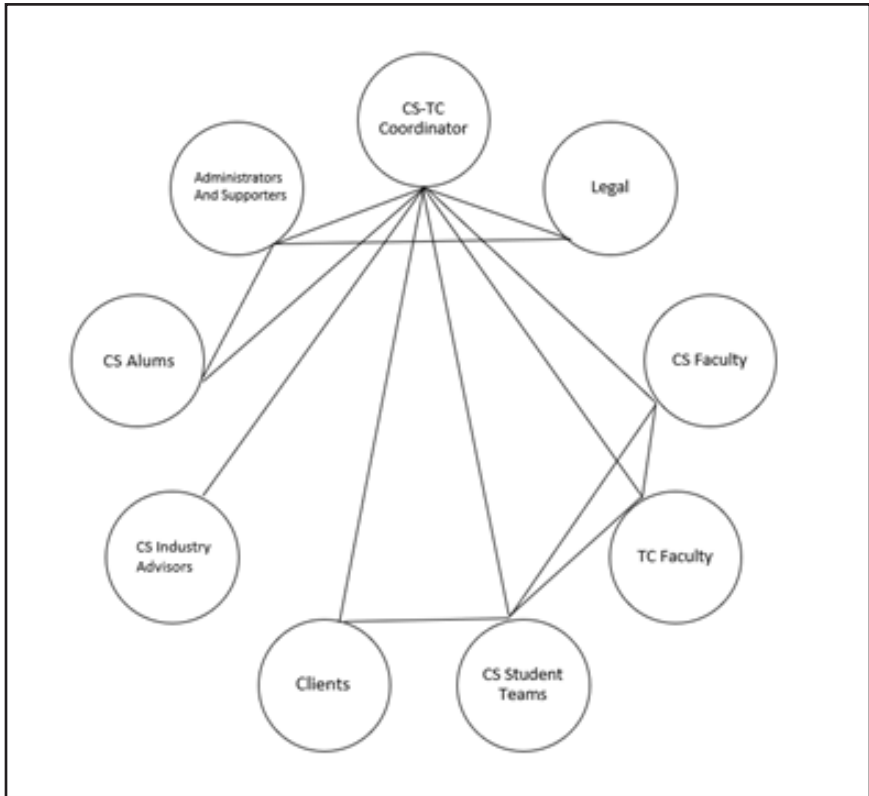 CS-TC
Coordinator
Administrators
And Supporters
Legal
CS Alums
CS Faculty
CS Industry
Advisors
TC Faculty
Clients
CS Student
Teams